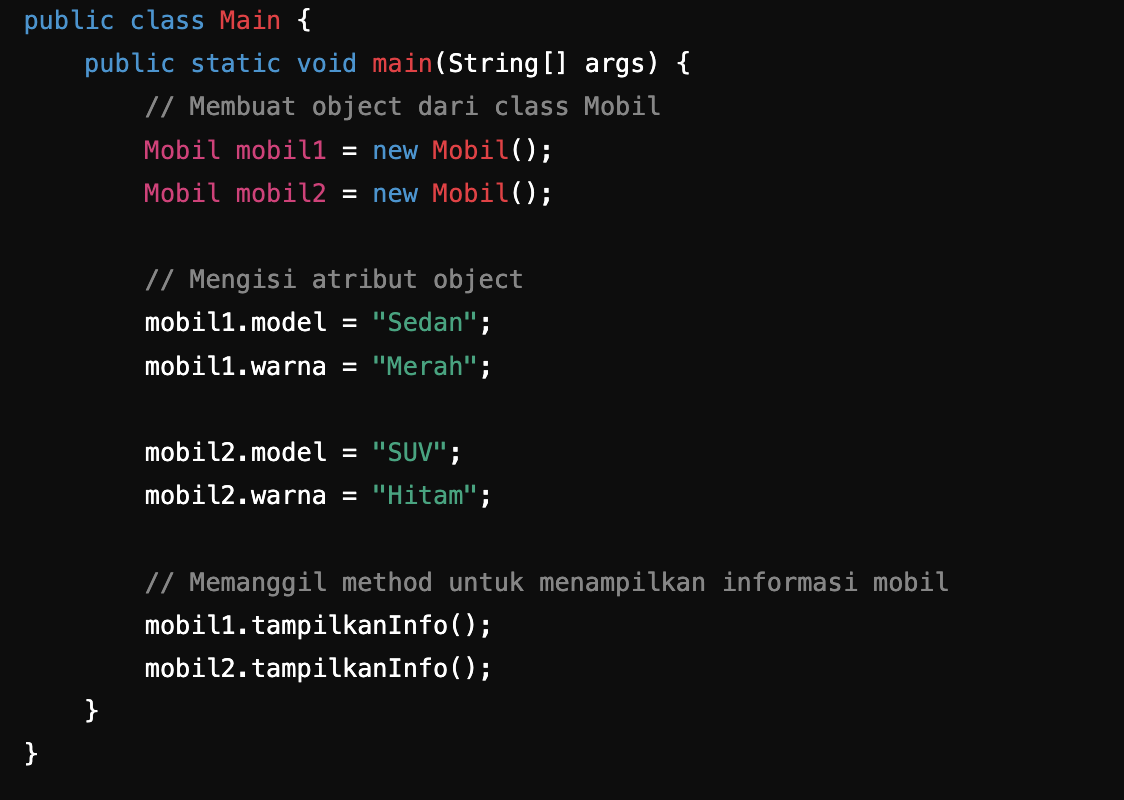 public class Main {
    public static void main(String[] args) {
        // Membuat object dari class Mobil
        Mobil mobil1 = new Mobil();
        Mobil mobil2 = new Mobil();

        // Mengisi atribut object
        mobil1.model = "Sedan";
        mobil1.warna = "Merah";

        mobil2.model = "SUV";
        mobil2.warna = "Hitam";

        // Memanggil method untuk menampilkan informasi mobil
        mobil1.tampilkanInfo();
        mobil2.tampilkanInfo();
    }
}